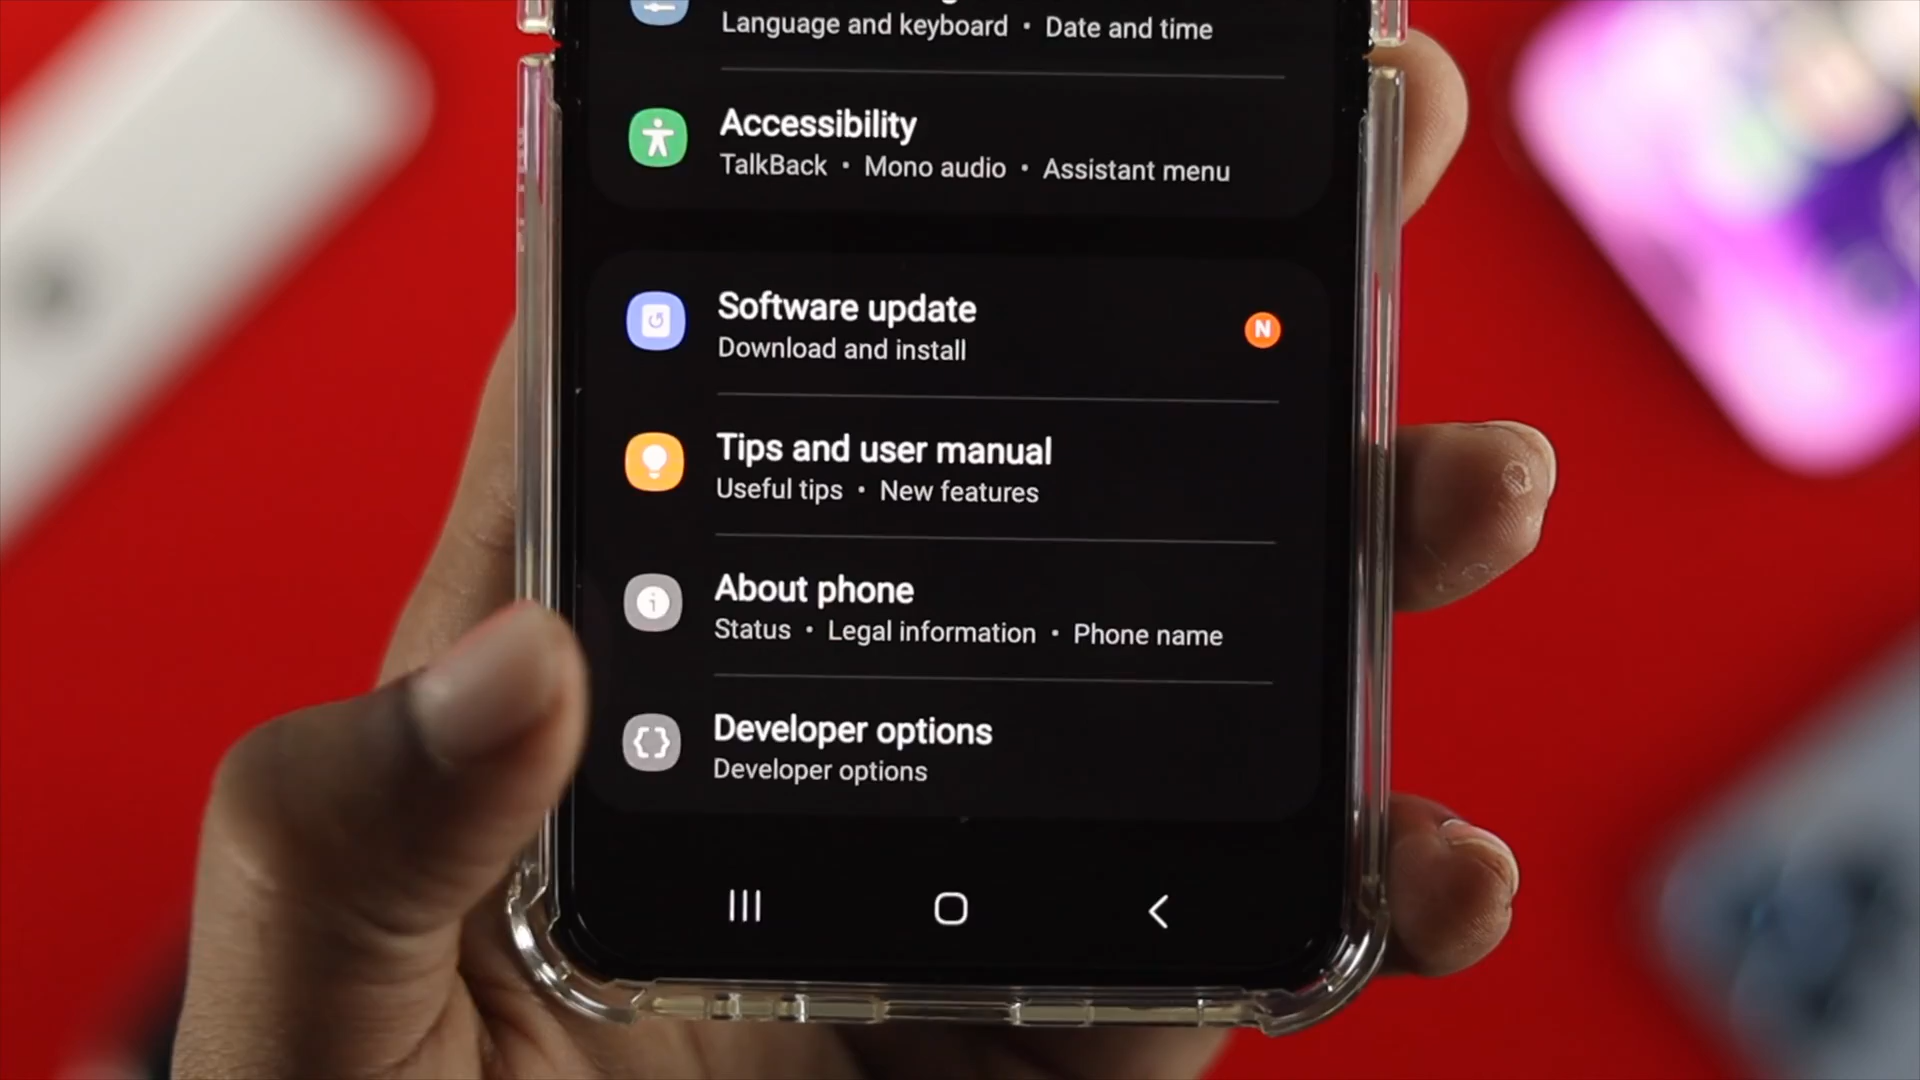 Language and keyboard • Date and time
Accessibility
TalkBack • Mono audio • Assistant menu
Software update
N
Download and install
Tips and user manual
Useful tips • New features
About phone
Status • Legal information • Phone name
Developer options
Developer options